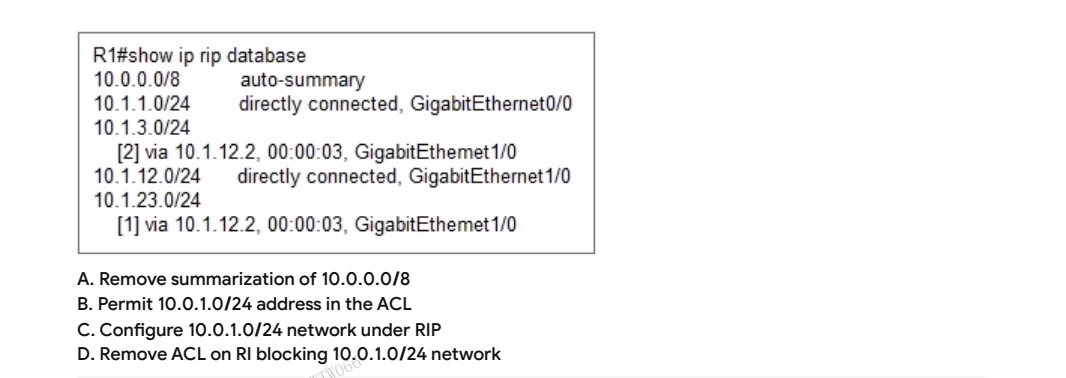 R1#show ip rip database
10.0.0.0/8 auto-summary
10.1.1.0/24 directly connected, GigabitEthernet0/0
10.1.3.0/24
[2] via 10.1.12.2, 00:00:03, GigabitEthemet1/0
10.1.12.0/24 directly connected, GigabitEthernet1/0
10.1.23.0/24
[1] via 10.1.12.2, 00:00:03, GigabitEthemet1/0
A. Remove summarization of 10.0.0.0/8
B. Permit 10.0.1.0/24 address in the ACL
C. Configure 10.0.1.0/24 network under RIP
D. Remove ACL on RI blocking 10.0.1.0/24 network